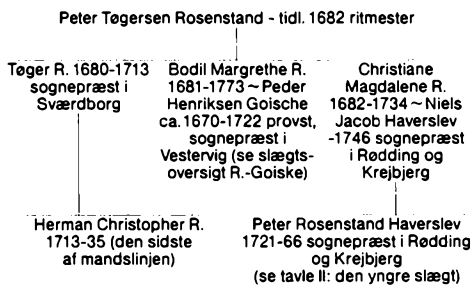 Peter Tøgersen Rosenstand - tidl. 1682 ritmester
Tøger R. 1680-1713
sognepræst i
Sværdborg
Bodil Margrethe R.
1681-1773 ~ Peder
Henriksen Goische
ca. 1670-1722 provst,
sognepræst i
Vestervig (se slægts-
oversigt R.-Goiske)
Christiane
Magdalene R.
1682-1734 ~ Niels
Jacob Haverslev
-1746 sognepræst
i Rødding og
Krejbjerg
Herman Christopher R.
1713-35 (den sidste
af mandslinjen)
Peter Rosenstand Haverslev
1721-66 sognepræst i Rødding
og Krejbjerg
(se tavle II: den yngre slægt)